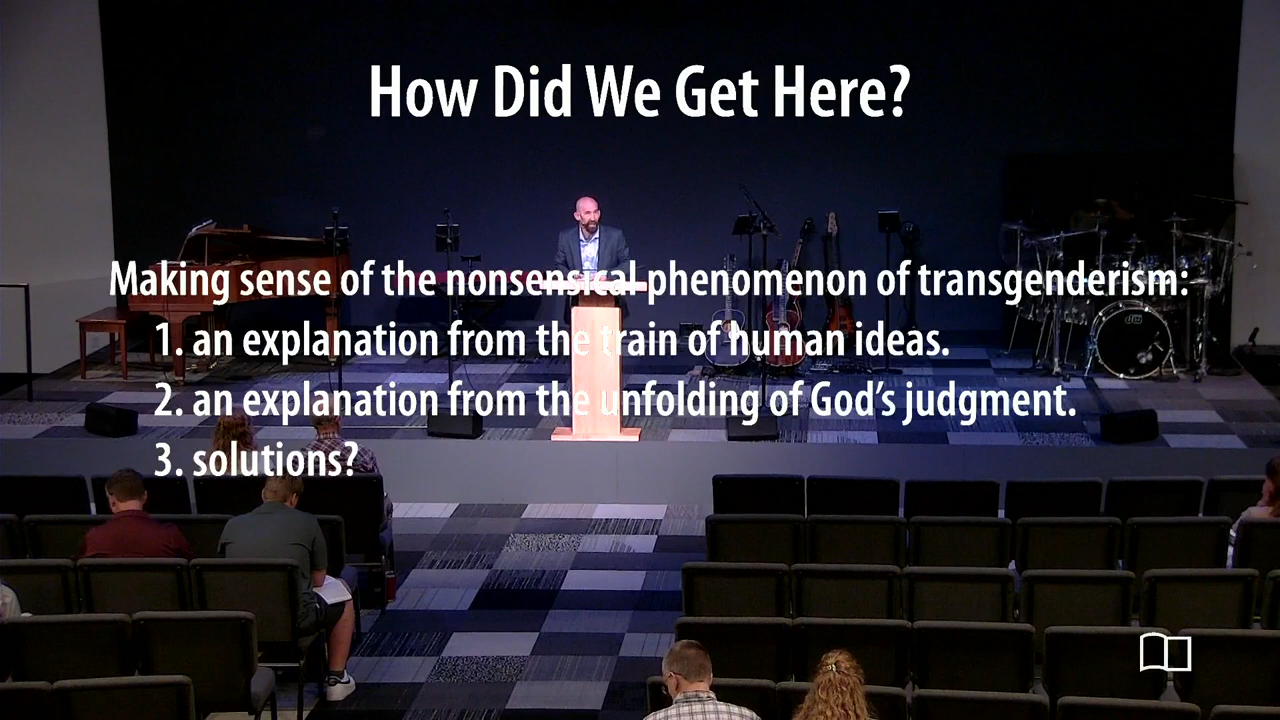 How Did We Get Here?
Making sense of the nonsensical phenomenon of transgenderism:
1. an explanation from the train of human ideas.
2. an explanation from the unfolding of God's judgment.
3. solutions?